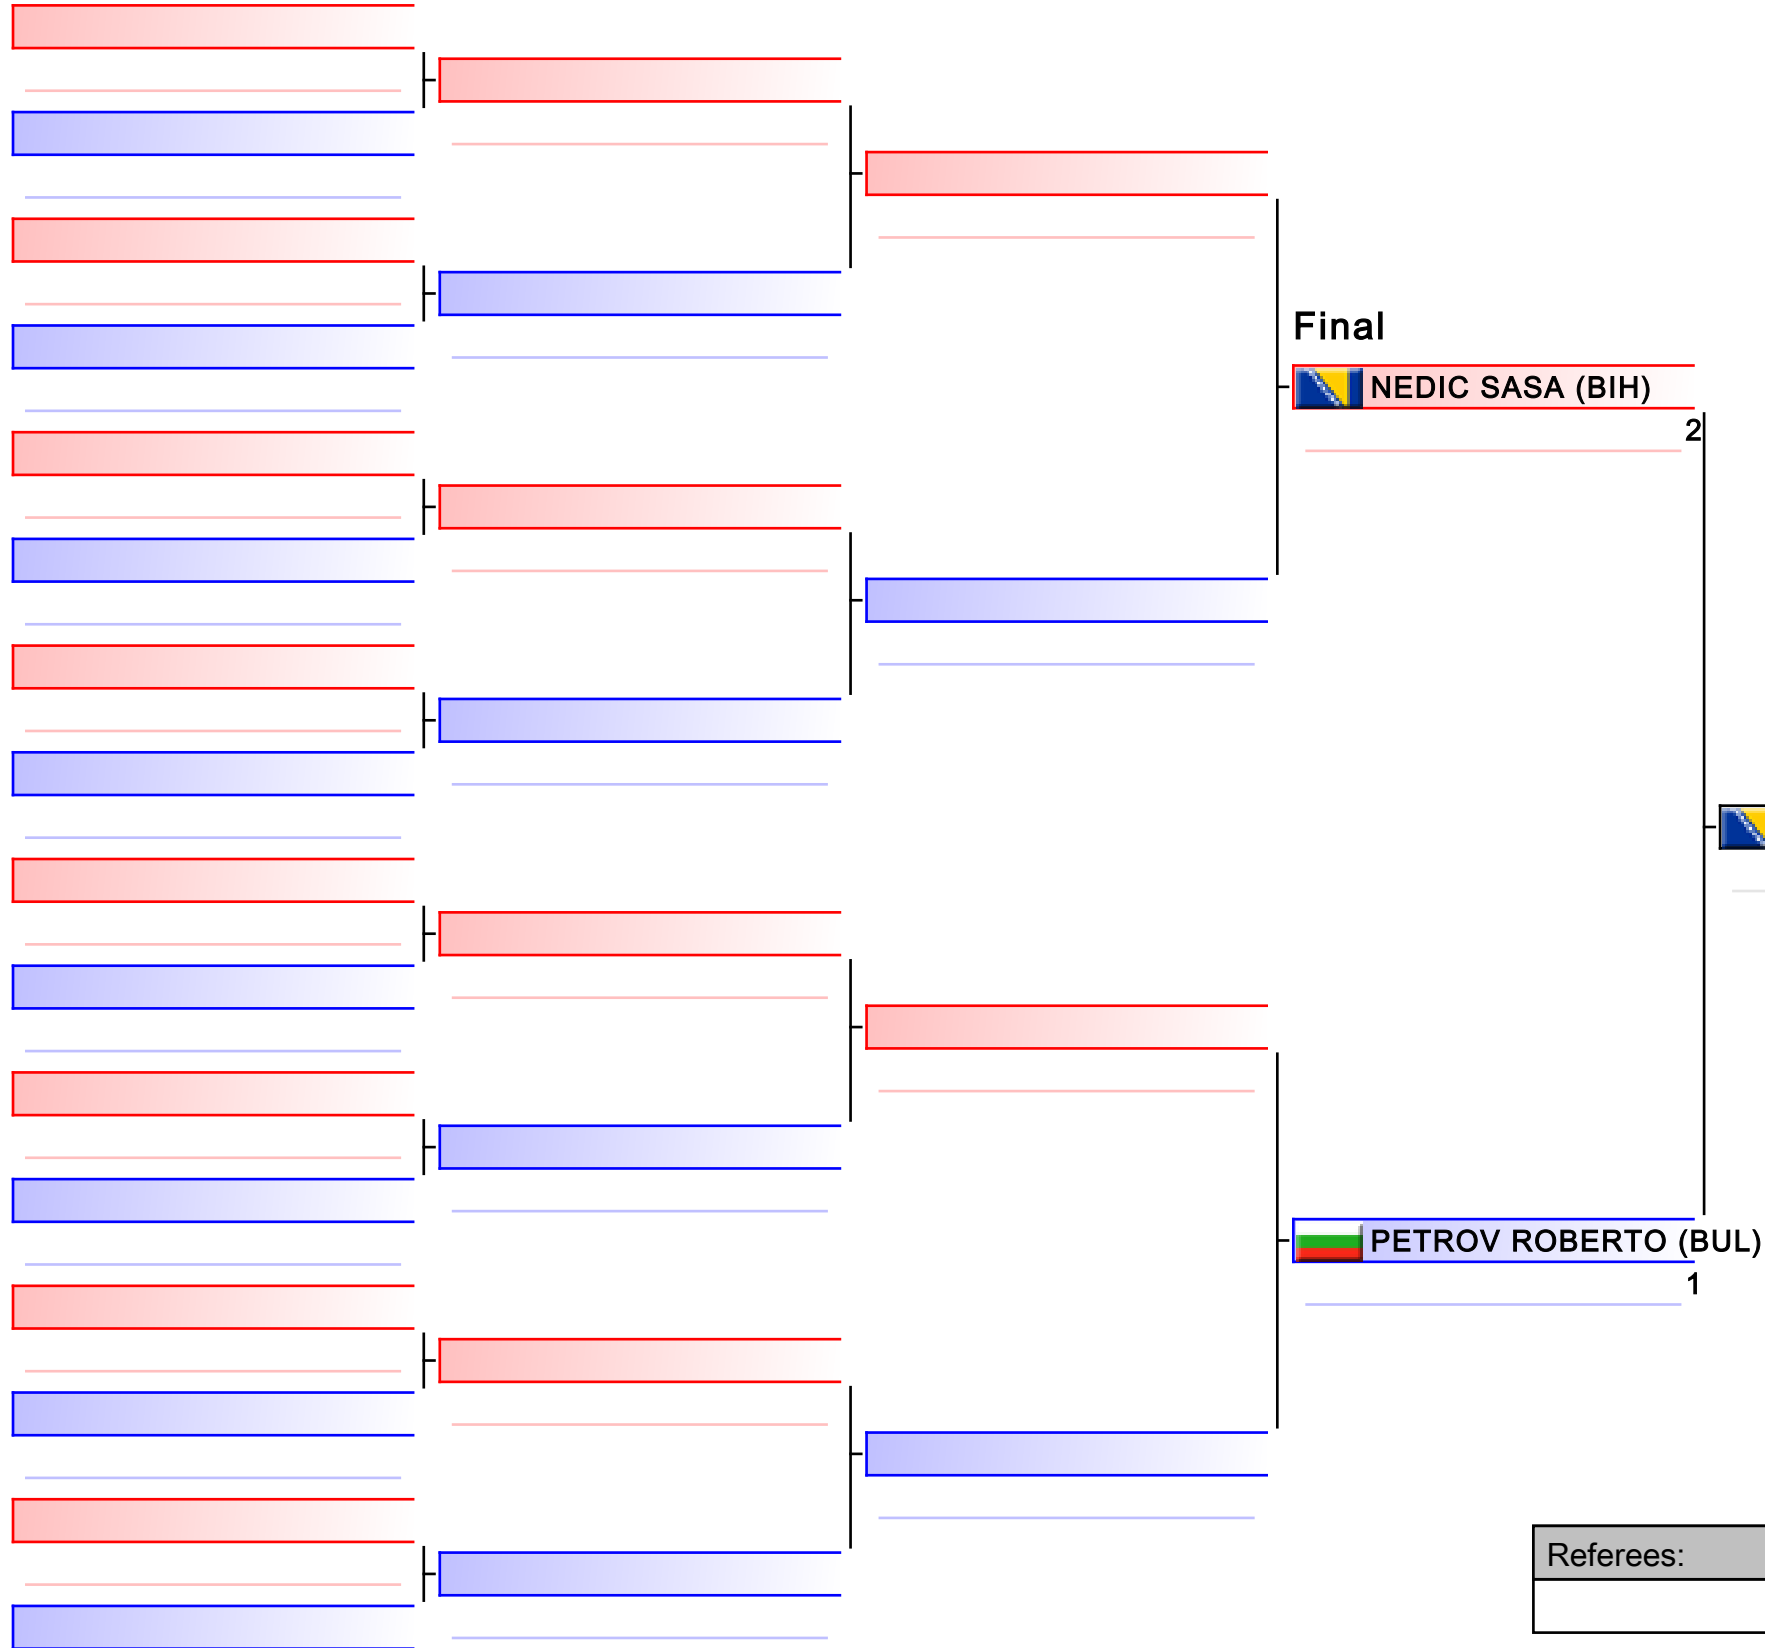 Final
NEDIC SASA (BIH)
2
PETROV ROBERTO (BUL)
1
Referees: